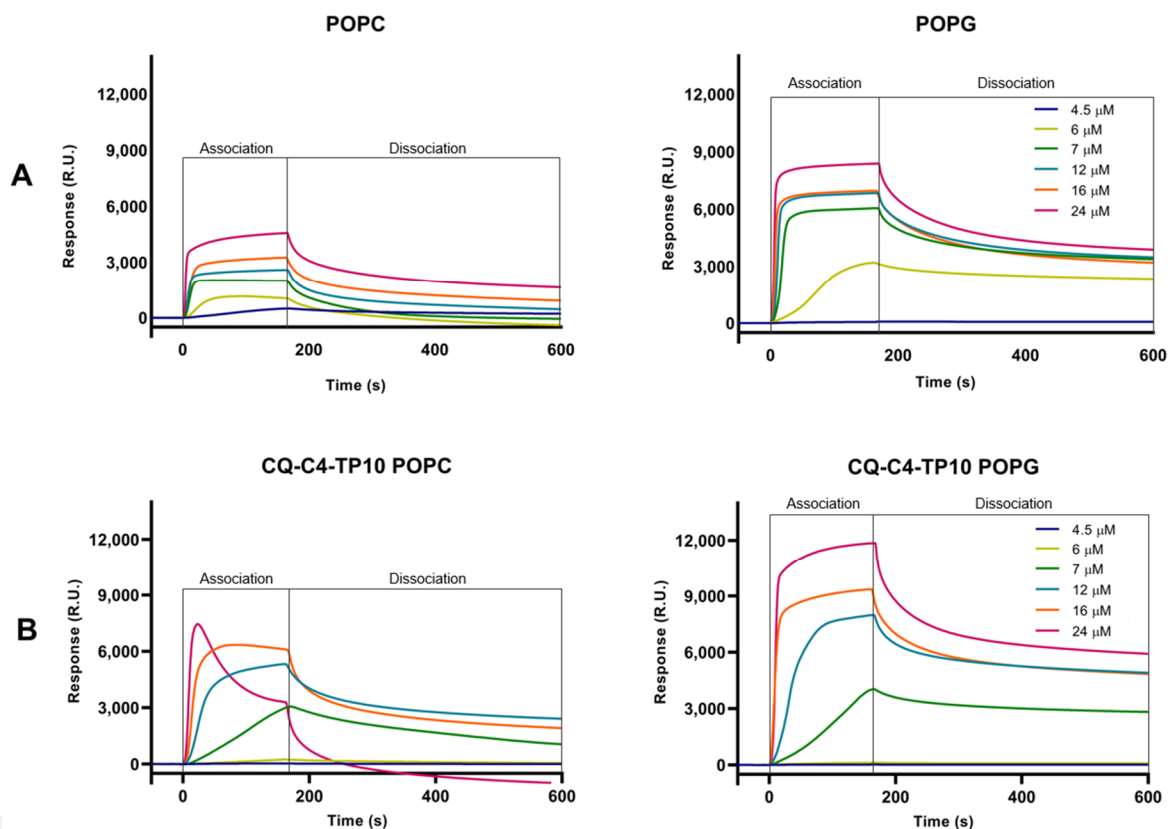 POPC
POPG
A
12,000
9,000
6,000
3,000
0
Response (R.U.)
Association
Dissociation
0
200
400
600
Time (s)
12,000
9,000
6,000
3,000
0
Response (R.U.)
Association
Dissociation
4.5 μM
6 μM
7 μM
12 μM
16 μM
24 μM
0
200
400
600
Time (s)
B
CQ-C4-TP10 POPC
12,000
9,000
6,000
3,000
0
Response (R.U.)
Association
Dissociation
0
200
400
600
Time (s)
CQ-C4-TP10 POPG
12,000
9,000
6,000
3,000
0
Response (R.U.)
Association
Dissociation
4.5 μM
6 μM
7 μM
12 μM
16 μM
24 μM
0
200
400
600
Time (s)